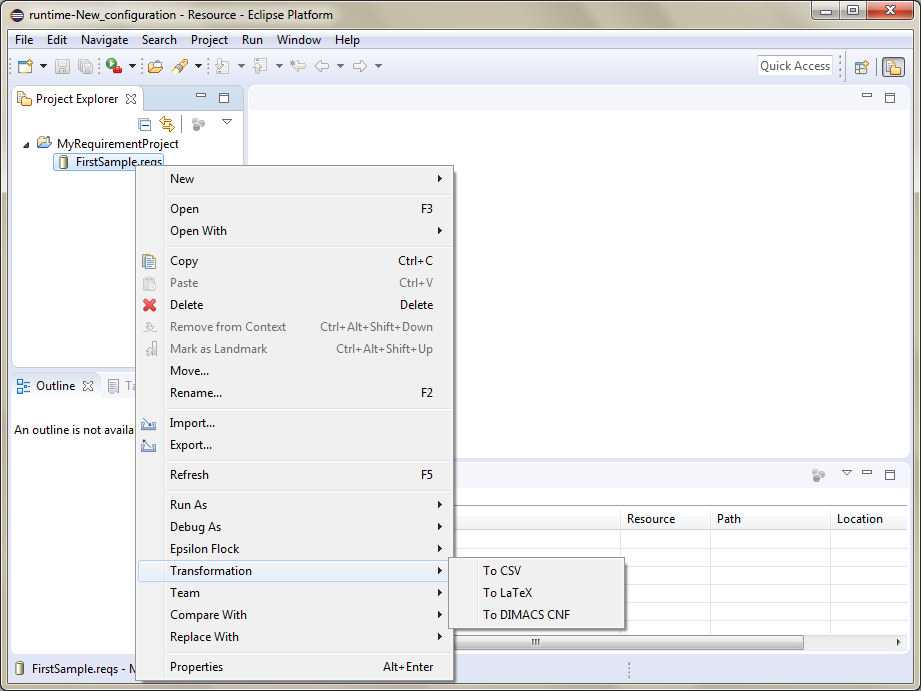 runtime-New_configuration - Resource - Eclipse Platform
File Edit Navigate Search Project Run Window Help
Quick Access
Project Explorer
MyRequirementProject
FirstSample.reqs
New
Open F3
Open With
Copy Ctrl+C
Paste Ctrl+V
Delete Delete
Remove from Context Ctrl+Alt+Shift+Down
Mark as Landmark Ctrl+Alt+Shift+Up
Move...
Rename... F2
Import...
Export...
Refresh F5
Run As
Debug As
Epsilon Flock
Transformation
Team
Compare With
Replace With
Properties Alt+Enter
To CSV
To LaTeX
To DIMACS CNF
Outline
An outline is not availa
Resource Path Location
FirstSample.reqs - M